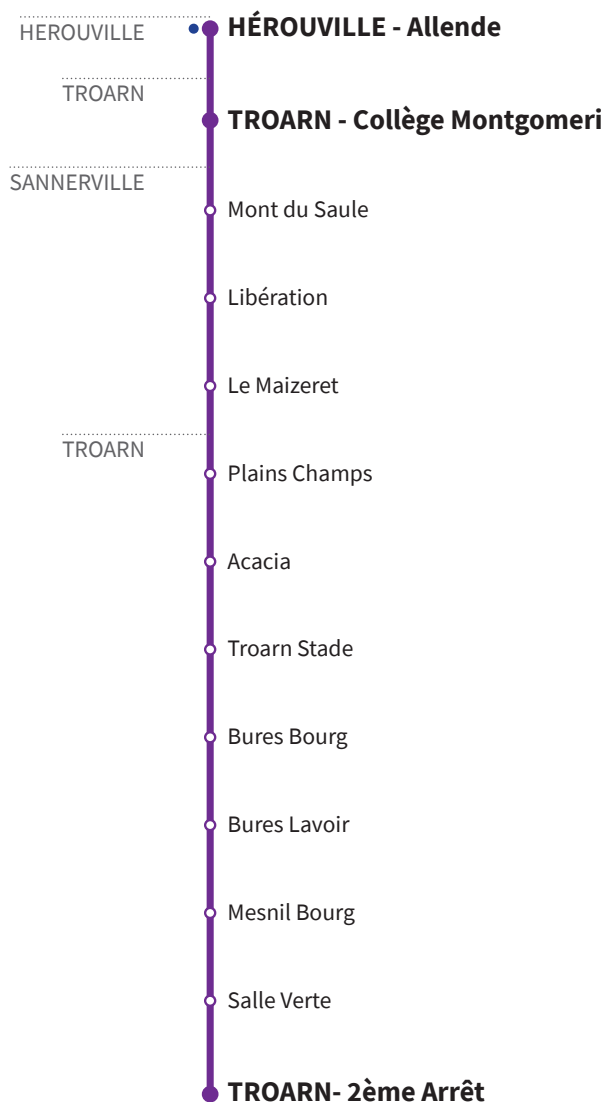 HEROUVILLE
HÉROUVILLE - Allende
TROARN
TROARN - Collège Montgomeri
SANNERVILLE
Mont du Saule
Libération
Le Maizeret
TROARN
Plains Champs
Acacia
Troarn Stade
Bures Bourg
Bures Lavoir
Mesnil Bourg
Salle Verte
TROARN- 2ème Arrêt